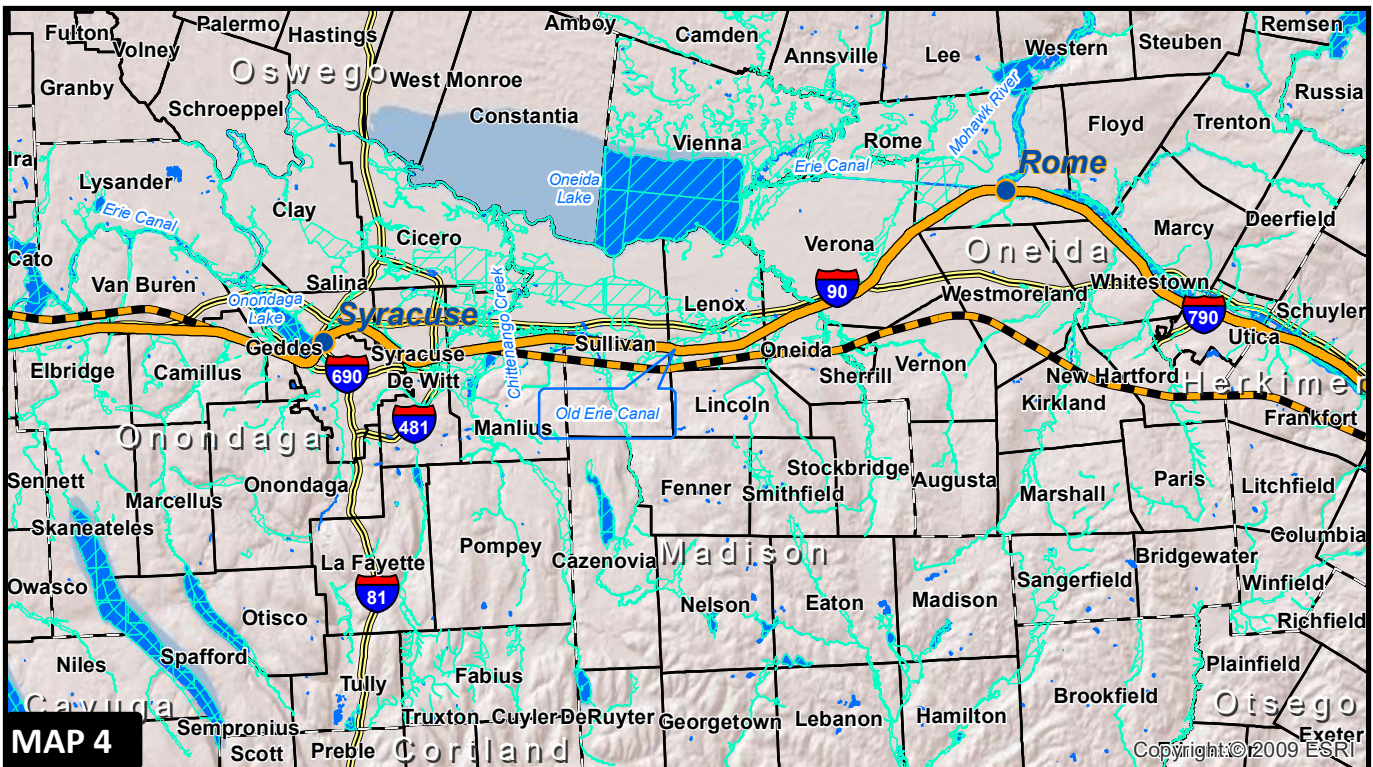 Palermo
Amboy
Remsen
Fulton
Hastings
Camden
Volney
Steuben
Western
Annsville
Lee
Oswego
West Monroe
Granby
Russia
Schroeppel
Constantia
Mohawk River
Floyd
Trenton
Vienna
Rome
Ira
Erie Canal
Rome
Lysander
Oneida
Lake
Clay
Erie Canal
Deerfield
Marcy
Cicero
Verona
Oneida
Cato
Van Buren
Salina
Whitestown
90
Westmoreland
Onondaga
Lake
Chittenango Creek
Lenox
Schuyler
Syracuse
790
Utica
Geddes
Syracuse
Sullivan
Oneida
Vernon
Elbridge
Camillus
690
De Witt
Sherrill
New Hartford
Herkimer
Lincoln
Kirkland
Old Erie Canal
Frankfort
481
Manlius
Onondaga
Stockbridge
Sennett
Onondaga
Fenner
Smithfield
Augusta
Marshall
Paris
Litchfield
Marcellus
Skaneateles
Columbia
Pompey
Madison
Bridgewater
La Fayette
Cazenovia
Owasco
Sangerfield
Winfield
81
Nelson
Eaton
Madison
Otisco
Richfield
Niles
Spafford
Plainfield
Fabius
Tully
Brookfield
Cayuga
Otsego
Truxton
Cuyler
DeRuyter
Georgetown
Lebanon
Hamilton
Sempronius
Exeter
MAP 4
Scott
Preble
Cortland
Copyright:© 2009 ESRI